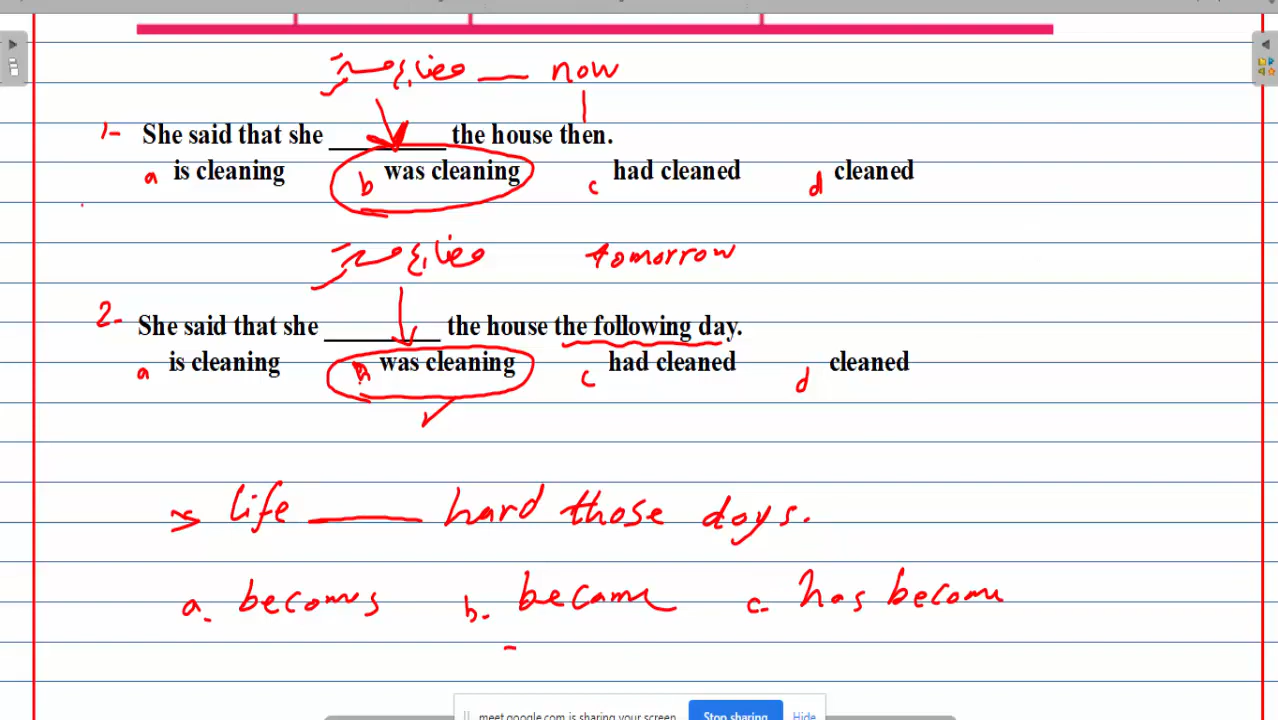 مضارع مستمر — now
1- She said that she ________ the house then.
a is cleaning b was cleaning c had cleaned d cleaned
مضارع مستمر tomorrow
2- She said that she ________ the house the following day.
a is cleaning was cleaning c had cleaned d cleaned
life ____ hard those days.
a. becomes b. became c. has become
meet.google.com is sharing your screen. Stop sharing Hide